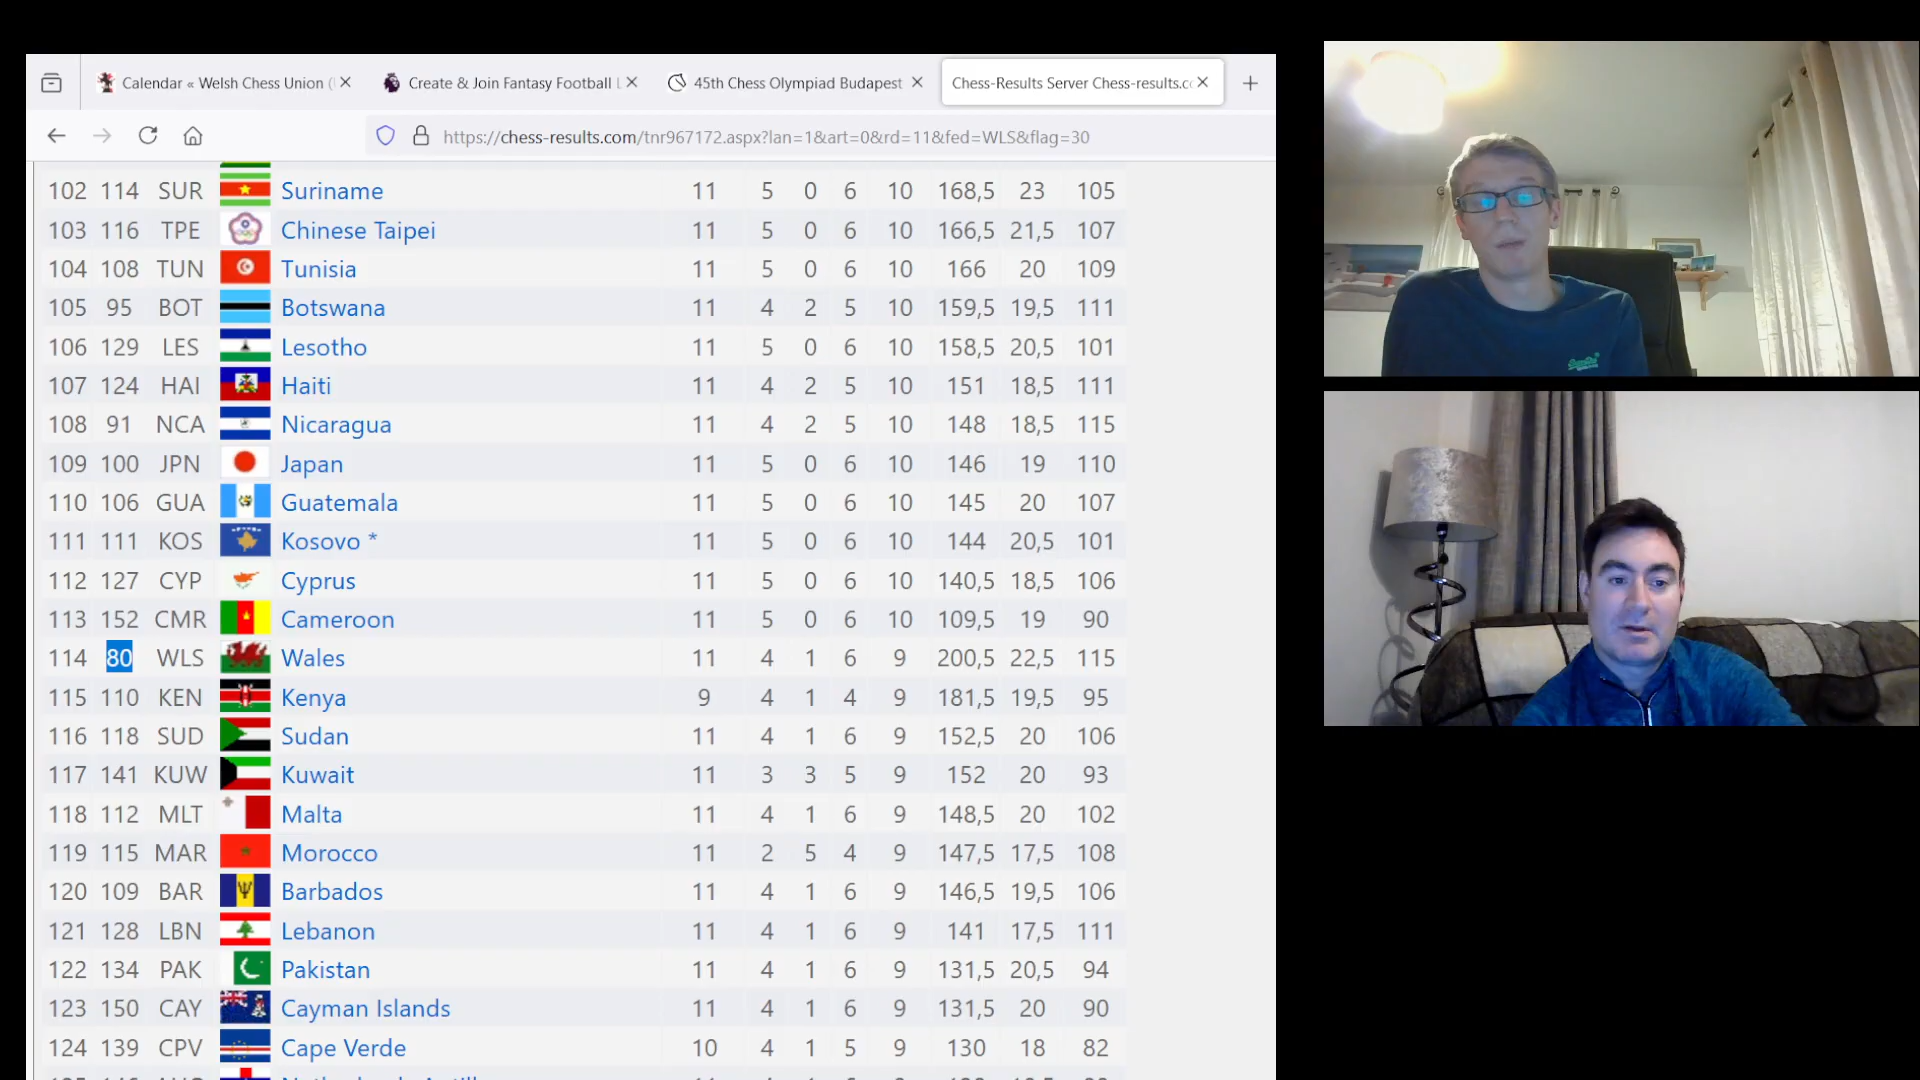 Calendar « Welsh Chess Union (
Create & Join Fantasy Football L
45th Chess Olympiad Budapest
Chess-Results Server Chess-results.c
https://chess-results.com/tnr967172.aspx?lan=1&art=0&rd=11&fed=WLS&flag=30
102 114 SUR Suriname 11 5 0 6 10 168,5 23 105
103 116 TPE Chinese Taipei 11 5 0 6 10 166,5 21,5 107
104 108 TUN Tunisia 11 5 0 6 10 166 20 109
105 95 BOT Botswana 11 4 2 5 10 159,5 19,5 111
106 129 LES Lesotho 11 5 0 6 10 158,5 20,5 101
107 124 HAI Haiti 11 4 2 5 10 151 18,5 111
108 91 NCA Nicaragua 11 4 2 5 10 148 18,5 115
109 100 JPN Japan 11 5 0 6 10 146 19 110
110 106 GUA Guatemala 11 5 0 6 10 145 20 107
111 111 KOS Kosovo * 11 5 0 6 10 144 20,5 101
112 127 CYP Cyprus 11 5 0 6 10 140,5 18,5 106
113 152 CMR Cameroon 11 5 0 6 10 109,5 19 90
114 80 WLS Wales 11 4 1 6 9 200,5 22,5 115
115 110 KEN Kenya 9 4 1 4 9 181,5 19,5 95
116 118 SUD Sudan 11 4 1 6 9 152,5 20 106
117 141 KUW Kuwait 11 3 3 5 9 152 20 93
118 112 MLT Malta 11 4 1 6 9 148,5 20 102
119 115 MAR Morocco 11 2 5 4 9 147,5 17,5 108
120 109 BAR Barbados 11 4 1 6 9 146,5 19,5 106
121 128 LBN Lebanon 11 4 1 6 9 141 17,5 111
122 134 PAK Pakistan 11 4 1 6 9 131,5 20,5 94
123 150 CAY Cayman Islands 11 4 1 6 9 131,5 20 90
124 139 CPV Cape Verde 10 4 1 5 9 130 18 82